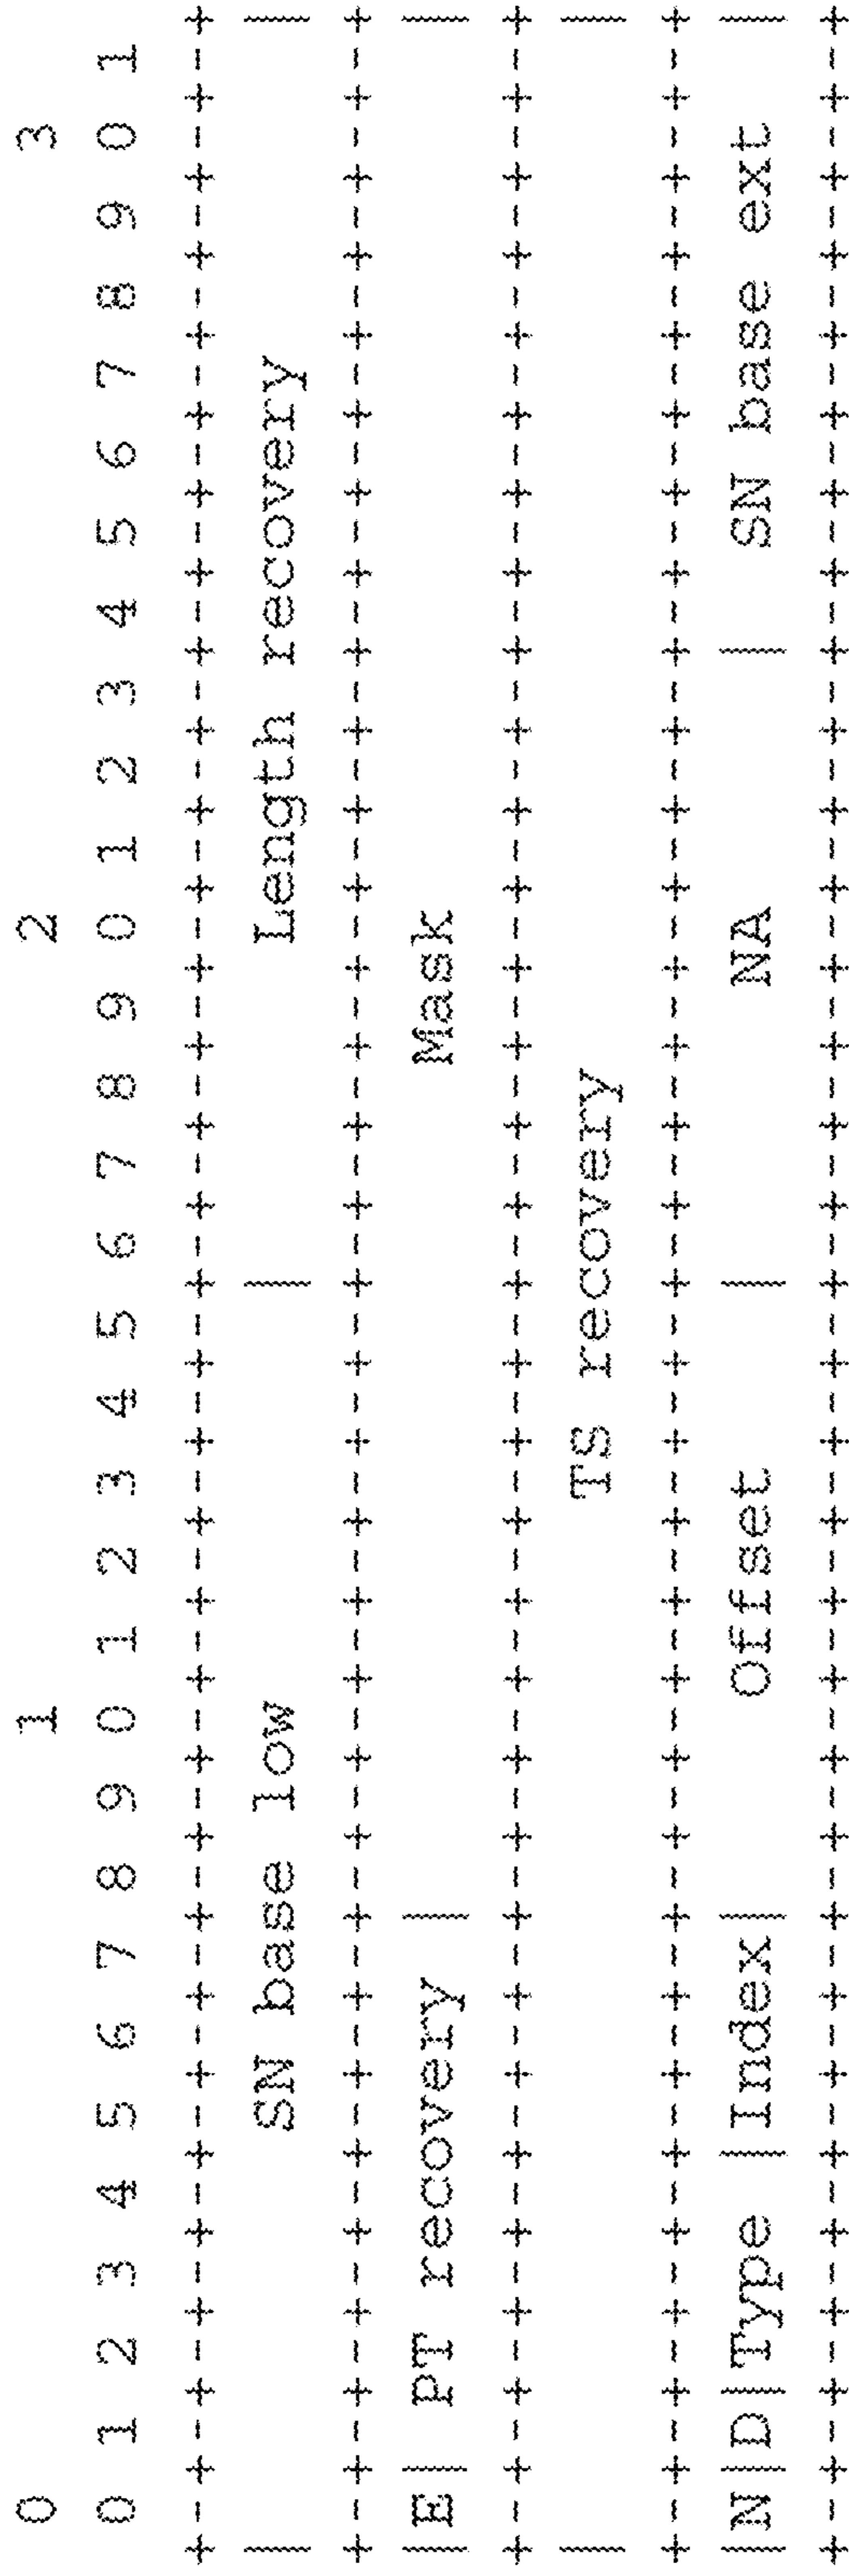 0                   1                   2                   3
 0 1 2 3 4 5 6 7 8 9 0 1 2 3 4 5 6 7 8 9 0 1 2 3 4 5 6 7 8 9 0 1
+-+-+-+-+-+-+-+-+-+-+-+-+-+-+-+-+-+-+-+-+-+-+-+-+-+-+-+-+-+-+-+-+
|          SN base low          |        Length recovery        |
+-+-+-+-+-+-+-+-+-+-+-+-+-+-+-+-+-+-+-+-+-+-+-+-+-+-+-+-+-+-+-+-+
|E| PT recovery |                     Mask                      |
+-+-+-+-+-+-+-+-+-+-+-+-+-+-+-+-+-+-+-+-+-+-+-+-+-+-+-+-+-+-+-+-+
|                          TS recovery                          |
+-+-+-+-+-+-+-+-+-+-+-+-+-+-+-+-+-+-+-+-+-+-+-+-+-+-+-+-+-+-+-+-+
|N|D|Type |Index|     Offset    |       NA      |  SN base ext  |
+-+-+-+-+-+-+-+-+-+-+-+-+-+-+-+-+-+-+-+-+-+-+-+-+-+-+-+-+-+-+-+-+